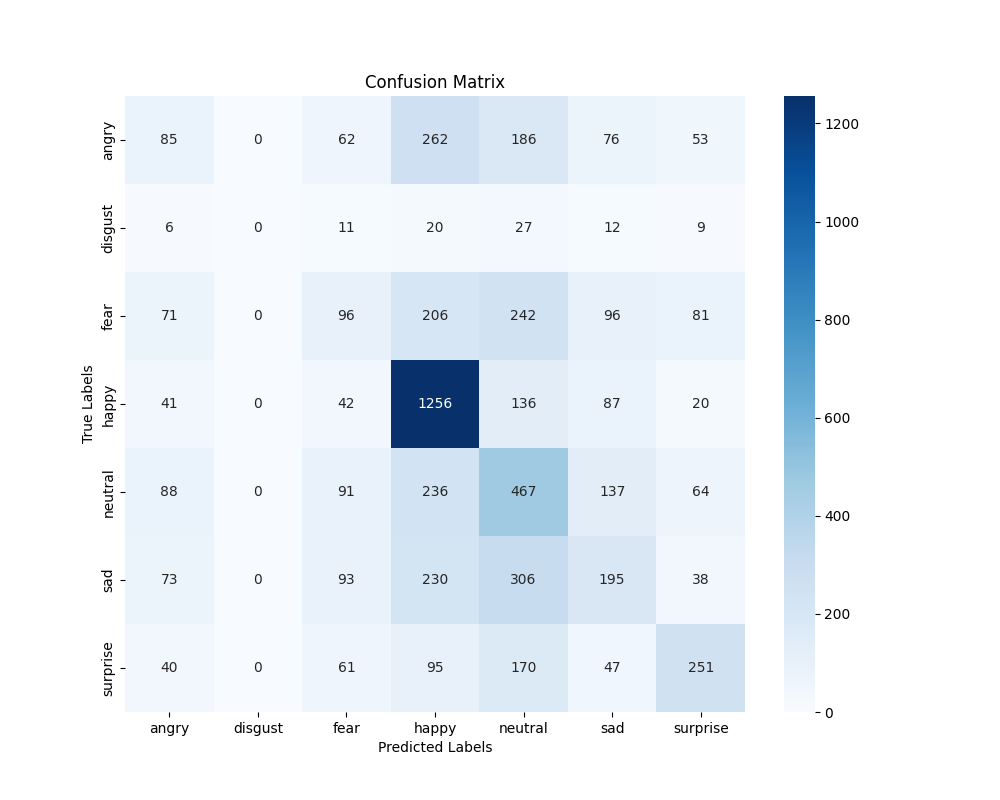 Confusion Matrix
angry 85 0 62 262 186 76 53
disgust 6 0 11 20 27 12 9
fear 71 0 96 206 242 96 81
happy 41 0 42 1256 136 87 20
neutral 88 0 91 236 467 137 64
sad 73 0 93 230 306 195 38
surprise 40 0 61 95 170 47 251
True Labels
angry disgust fear happy neutral sad surprise
Predicted Labels
1200
1000
800
600
400
200
0